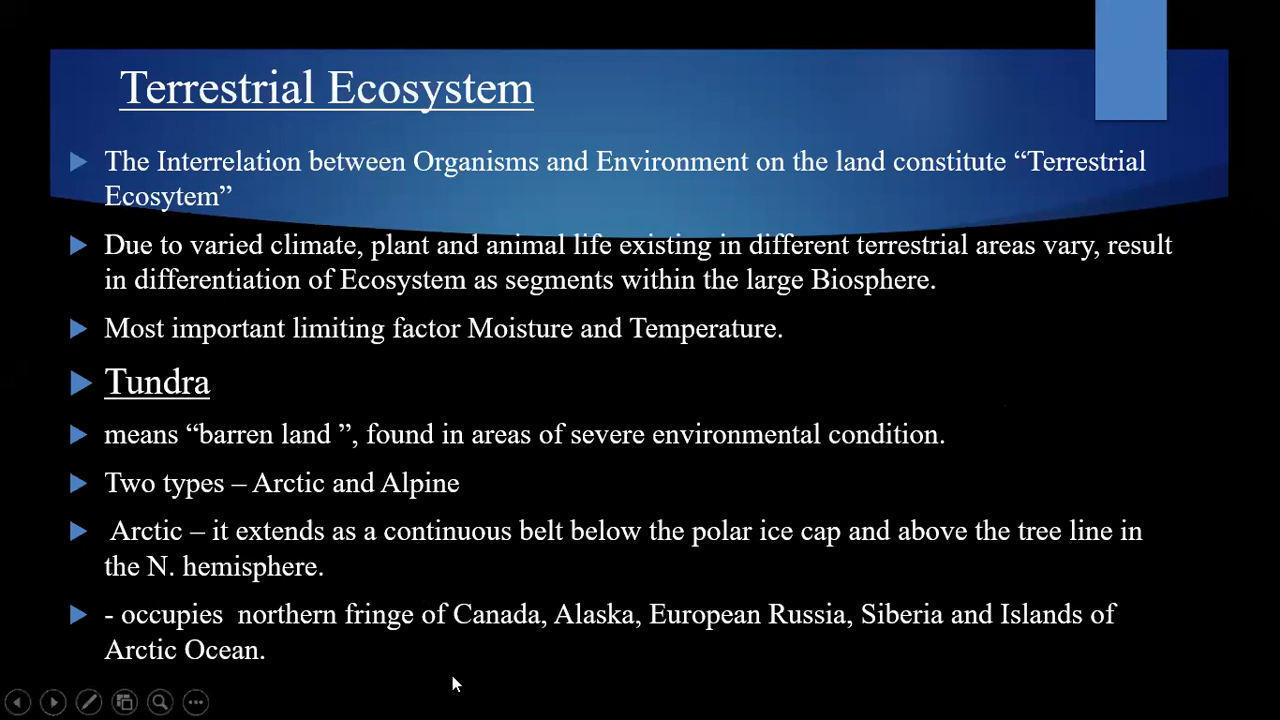 Terrestrial Ecosystem
The Interrelation between Organisms and Environment on the land constitute “Terrestrial
Ecosytem”
Due to varied climate, plant and animal life existing in different terrestrial areas vary, result
in differentiation of Ecosystem as segments within the large Biosphere.
Most important limiting factor Moisture and Temperature.
Tundra
means “barren land ”, found in areas of severe environmental condition.
Two types – Arctic and Alpine
Arctic – it extends as a continuous belt below the polar ice cap and above the tree line in
the N. hemisphere.
- occupies  northern fringe of Canada, Alaska, European Russia, Siberia and Islands of
Arctic Ocean.